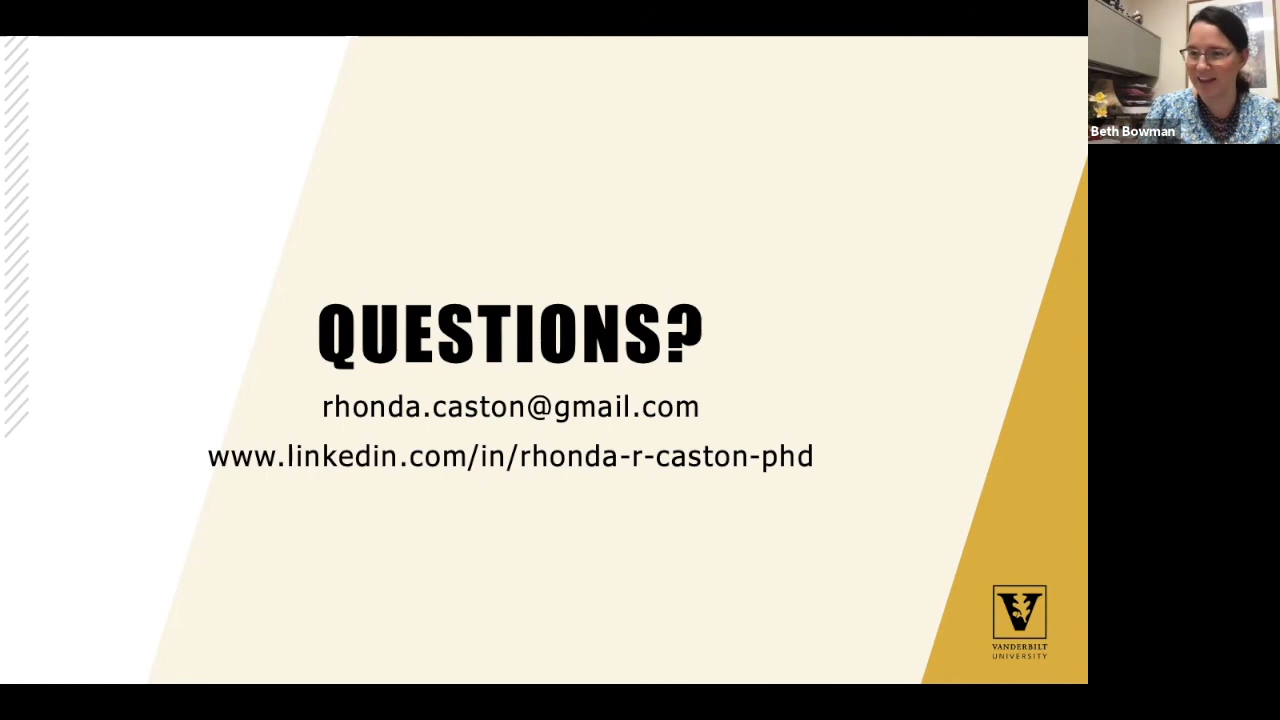 Beth Bowman
QUESTIONS?
rhonda.caston@gmail.com
www.linkedin.com/in/rhonda-r-caston-phd
V
VANDERBILT
UNIVERSITY